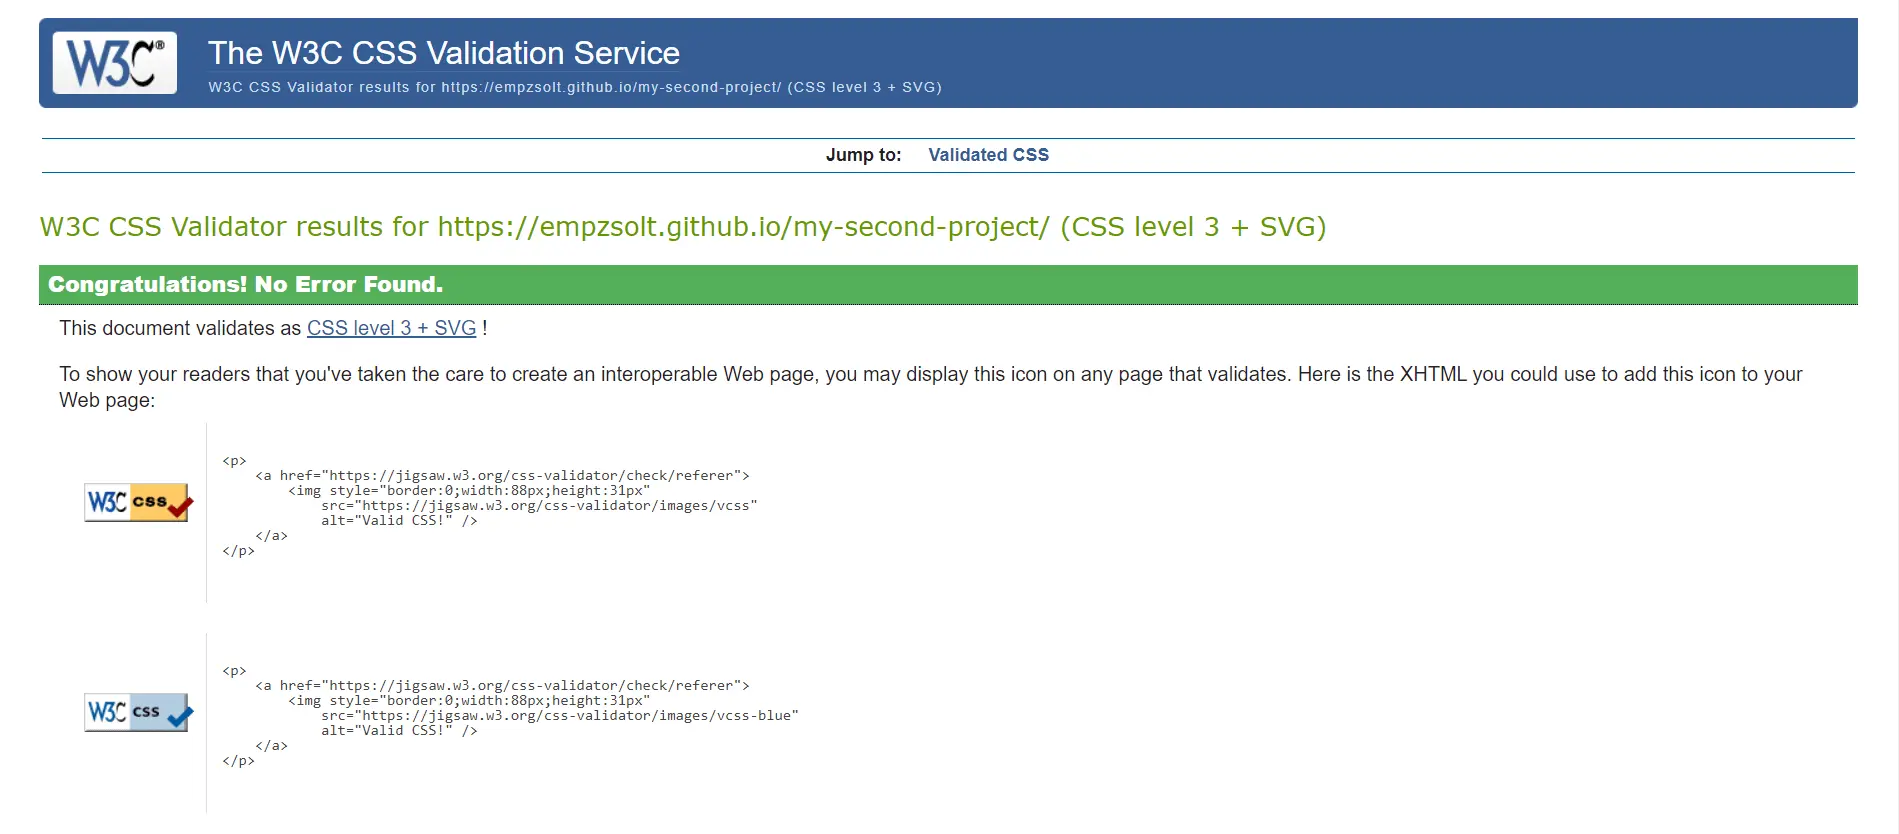 W3C®
The W3C CSS Validation Service
W3C CSS Validator results for https://empzsolt.github.io/my-second-project/ (CSS level 3 + SVG)
Jump to: Validated CSS
W3C CSS Validator results for https://empzsolt.github.io/my-second-project/ (CSS level 3 + SVG)
Congratulations! No Error Found.
This document validates as CSS level 3 + SVG !
To show your readers that you've taken the care to create an interoperable Web page, you may display this icon on any page that validates. Here is the XHTML you could use to add this icon to your
Web page:
W3C css
<p>
    <a href="https://jigsaw.w3.org/css-validator/check/referer">
        <img style="border:0;width:88px;height:31px"
            src="https://jigsaw.w3.org/css-validator/images/vcss"
            alt="Valid CSS!" />
    </a>
</p>
W3C css
<p>
    <a href="https://jigsaw.w3.org/css-validator/check/referer">
        <img style="border:0;width:88px;height:31px"
            src="https://jigsaw.w3.org/css-validator/images/vcss-blue"
            alt="Valid CSS!" />
    </a>
</p>